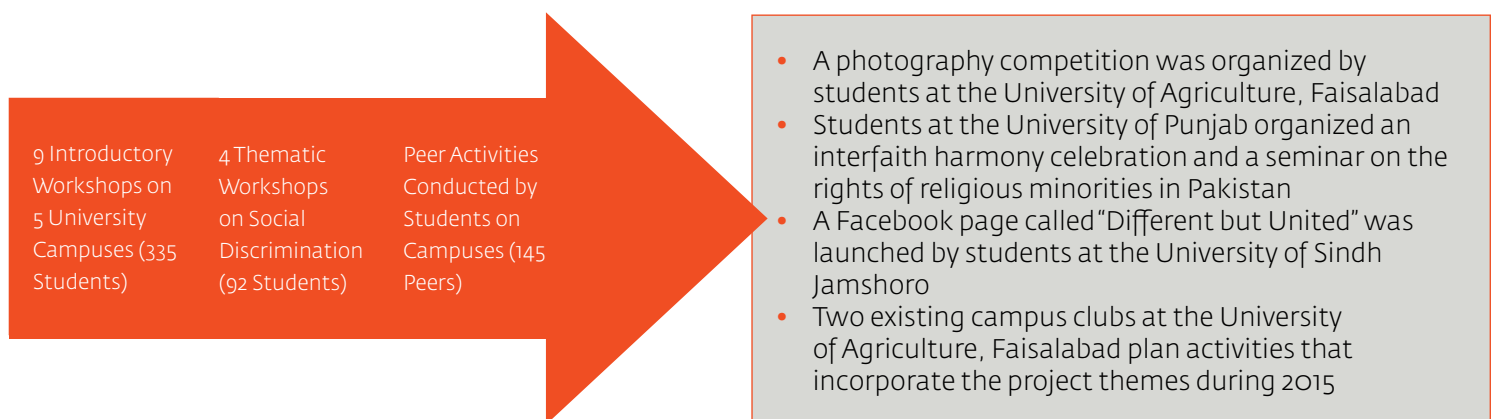 9 Introductory
Workshops on
5 University
Campuses (335
Students)
4 Thematic
Workshops
on Social
Discrimination
(92 Students)
Peer Activities
Conducted by
Students on
Campuses (145
Peers)
• A photography competition was organized by
students at the University of Agriculture, Faisalabad
• Students at the University of Punjab organized an
interfaith harmony celebration and a seminar on the
rights of religious minorities in Pakistan
• A Facebook page called “Different but United” was
launched by students at the University of Sindh
Jamshoro
• Two existing campus clubs at the University
of Agriculture, Faisalabad plan activities that
incorporate the project themes during 2015